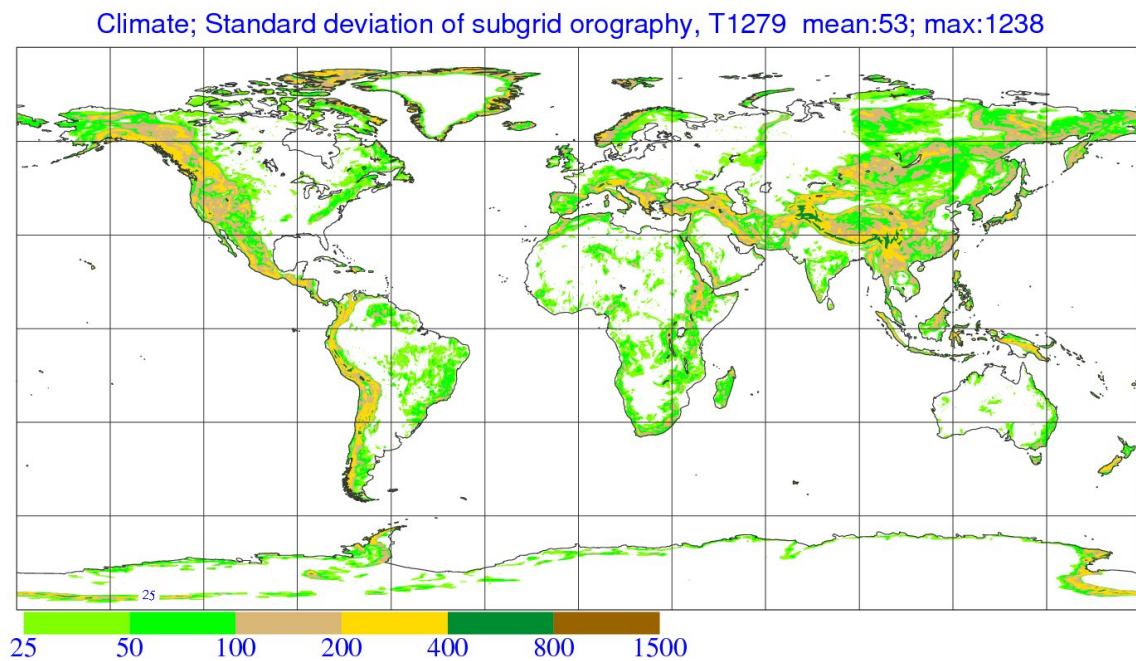 Climate; Standard deviation of subgrid orography, T1279 mean:53; max:1238
25
25 50 100 200 400 800 1500